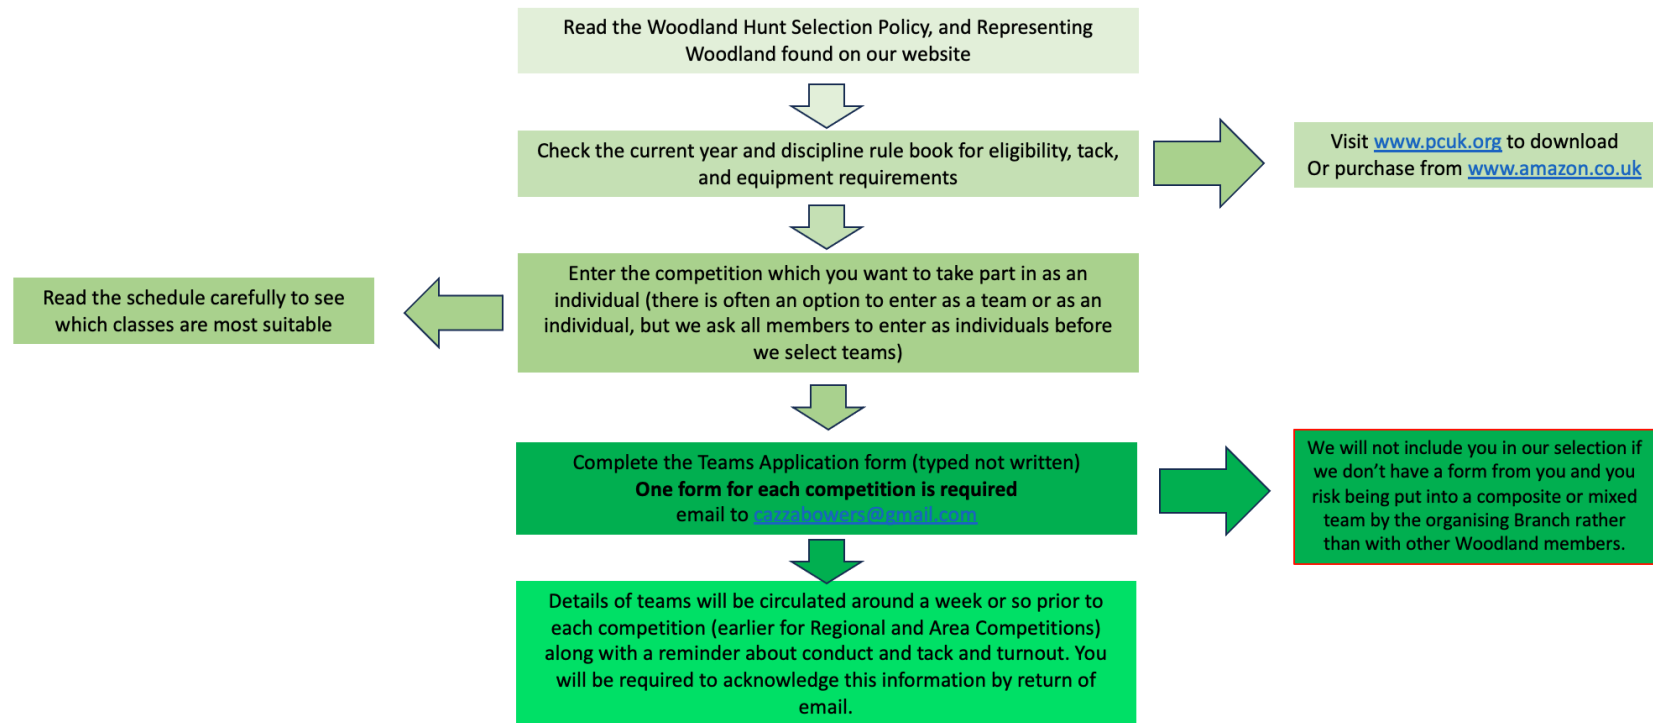 Read the Woodland Hunt Selection Policy, and Representing
Woodland found on our website
Check the current year and discipline rule book for eligibility, tack,
and equipment requirements
Visit www.pcuk.org to download
Or purchase from www.amazon.co.uk
Enter the competition which you want to take part in as an
individual (there is often an option to enter as a team or as an
individual, but we ask all members to enter as individuals before
we select teams)
Read the schedule carefully to see
which classes are most suitable
Complete the Teams Application form (typed not written)
One form for each competition is required
email to cazzabowers@gmail.com
We will not include you in our selection if
we don’t have a form from you and you
risk being put into a composite or mixed
team by the organising Branch rather
than with other Woodland members.
Details of teams will be circulated around a week or so prior to
each competition (earlier for Regional and Area Competitions)
along with a reminder about conduct and tack and turnout. You
will be required to acknowledge this information by return of
email.